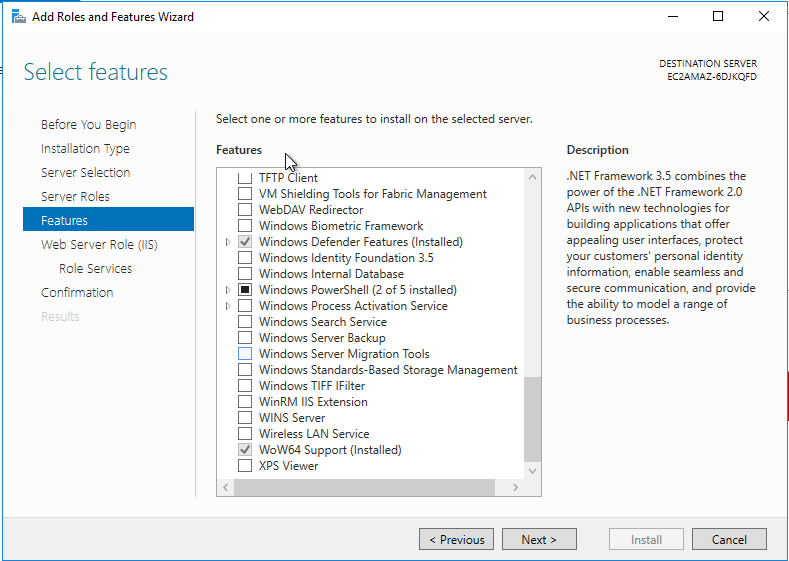 Add Roles and Features Wizard
Select features
DESTINATION SERVER
EC2AMAZ-6DJKQFD
Before You Begin
Installation Type
Server Selection
Server Roles
Features
Web Server Role (IIS)
Role Services
Confirmation
Results
Select one or more features to install on the selected server.
Features
TFTP Client
VM Shielding Tools for Fabric Management
WebDAV Redirector
Windows Biometric Framework
Windows Defender Features (Installed)
Windows Identity Foundation 3.5
Windows Internal Database
Windows PowerShell (2 of 5 installed)
Windows Process Activation Service
Windows Search Service
Windows Server Backup
Windows Server Migration Tools
Windows Standards-Based Storage Management
Windows TIFF IFilter
WinRM IIS Extension
WINS Server
Wireless LAN Service
WoW64 Support (Installed)
XPS Viewer
Description
.NET Framework 3.5 combines the
power of the .NET Framework 2.0
APIs with new technologies for
building applications that offer
appealing user interfaces, protect
your customers' personal identity
information, enable seamless and
secure communication, and provide
the ability to model a range of
business processes.
< Previous
Next >
Install
Cancel